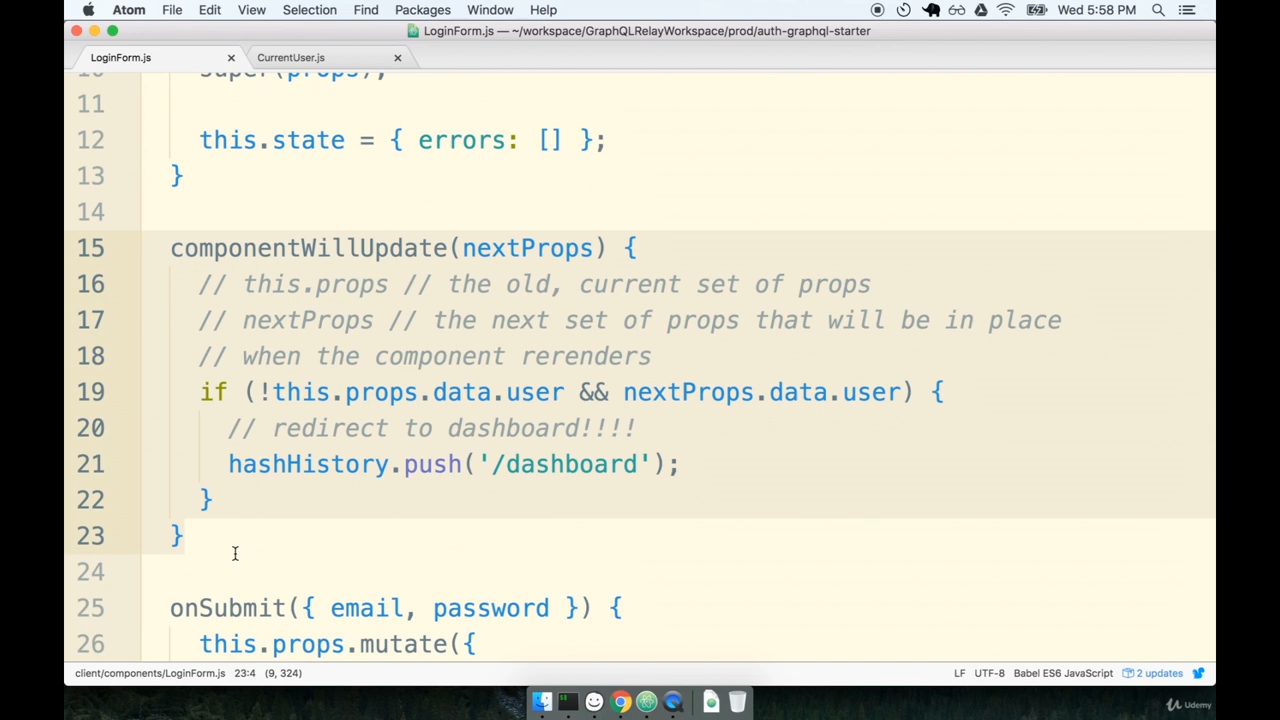 Atom File Edit View Selection Find Packages Window Help Wed 5:58 PM
LoginForm.js — ~/workspace/GraphQLRelayWorkspace/prod/auth-graphql-starter
LoginForm.js CurrentUser.js
10 super(props);
11
12 this.state = { errors: [] };
13 }
14
15 componentWillUpdate(nextProps) {
16 // this.props // the old, current set of props
17 // nextProps // the next set of props that will be in place
18 // when the component rerenders
19 if (!this.props.data.user && nextProps.data.user) {
20 // redirect to dashboard!!!!
21 hashHistory.push('/dashboard');
22 }
23 }
24
25 onSubmit({ email, password }) {
26 this.props.mutate({
client/components/LoginForm.js 23:4 (9, 324) LF UTF-8 Babel ES6 JavaScript 2 updates
Udemy